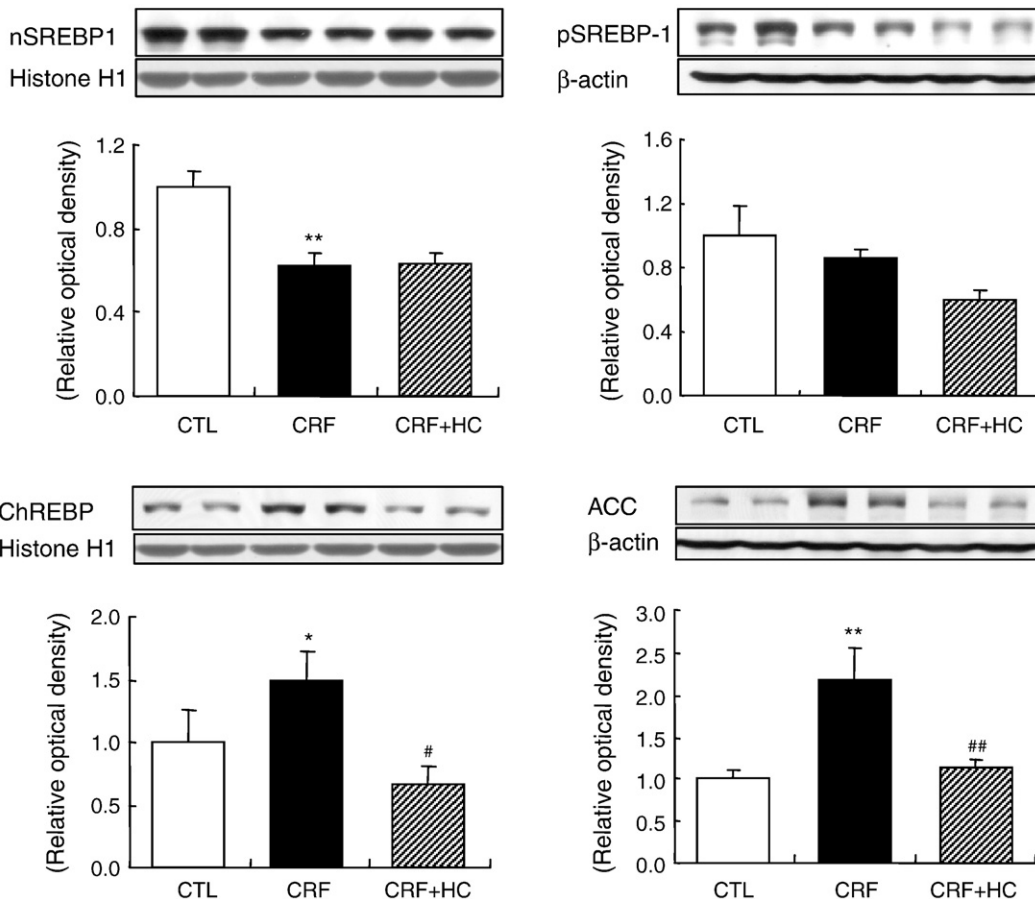 nSREBP1
Histone H1
(Relative optical density)
1.2
0.8
0.4
0.0
**
CTL
CRF
CRF+HC
pSREBP-1
β-actin
(Relative optical density)
1.6
1.2
0.8
0.4
0.0
CTL
CRF
CRF+HC
ChREBP
Histone H1
(Relative optical density)
2.0
1.5
1.0
0.5
0.0
*
#
CTL
CRF
CRF+HC
ACC
β-actin
(Relative optical density)
3.0
2.5
2.0
1.5
1.0
0.5
0.0
**
##
CTL
CRF
CRF+HC